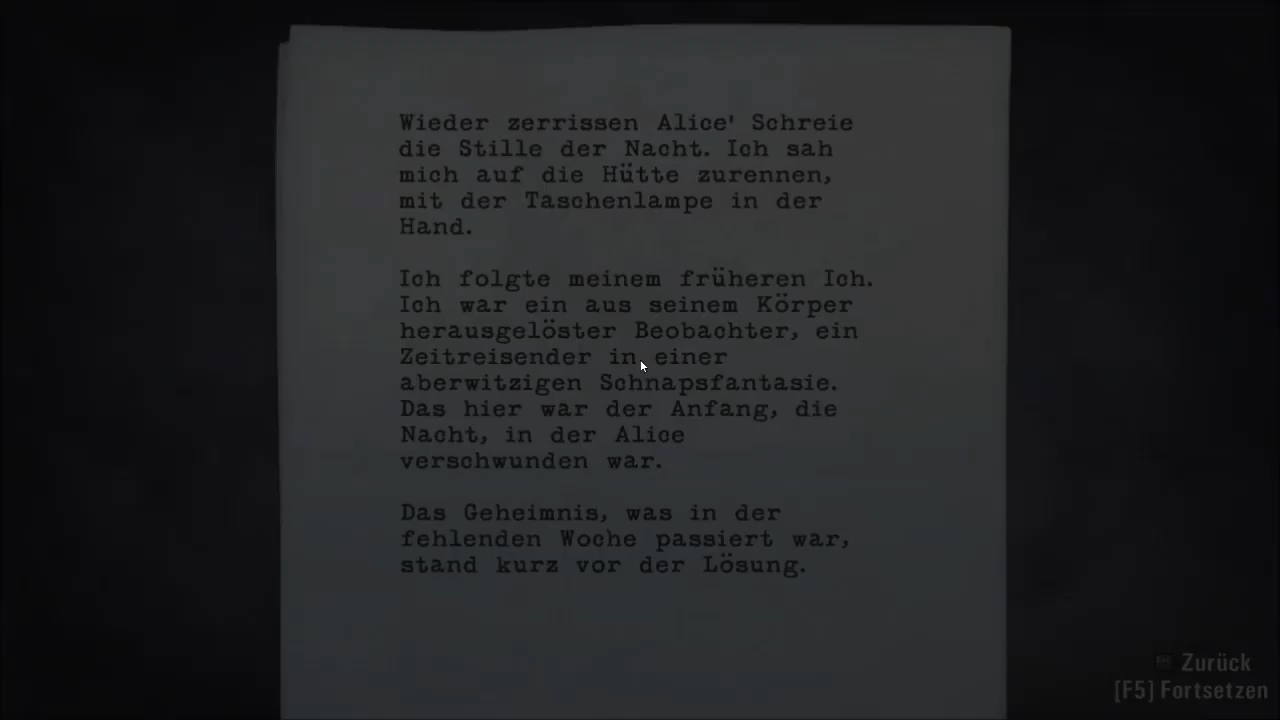 Wieder zerrissen Alice' Schreie
die Stille der Nacht. Ich sah
mich auf die Hütte zurennen,
mit der Taschenlampe in der
Hand.
Ich folgte meinem früheren Ich.
Ich war ein aus seinem Körper
herausgelöster Beobachter, ein
Zeitreisender in einer
aberwitzigen Schnapsfantasie.
Das hier war der Anfang, die
Nacht, in der Alice
verschwunden war.
Das Geheimnis, was in der
fehlenden Woche passiert war,
stand kurz vor der Lösung.
Zurück
[F5] Fortsetzen